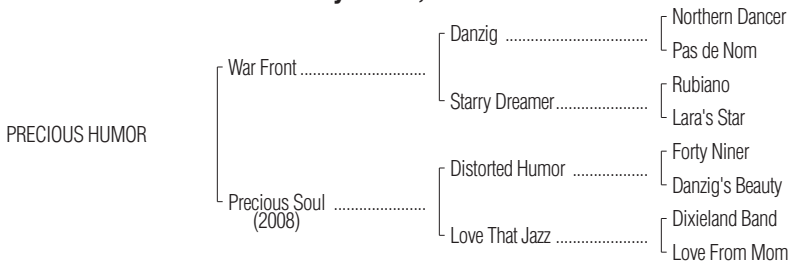 Northern Dancer
Danzig ................................
Pas de Nom
War Front ............................
Rubiano
Starry Dreamer.....................
Lara's Star
PRECIOUS HUMOR
Forty Niner
Distorted Humor .................
Danzig's Beauty
Precious Soul .....................
(2008)
Dixieland Band
Love That Jazz .....................
Love From Mom